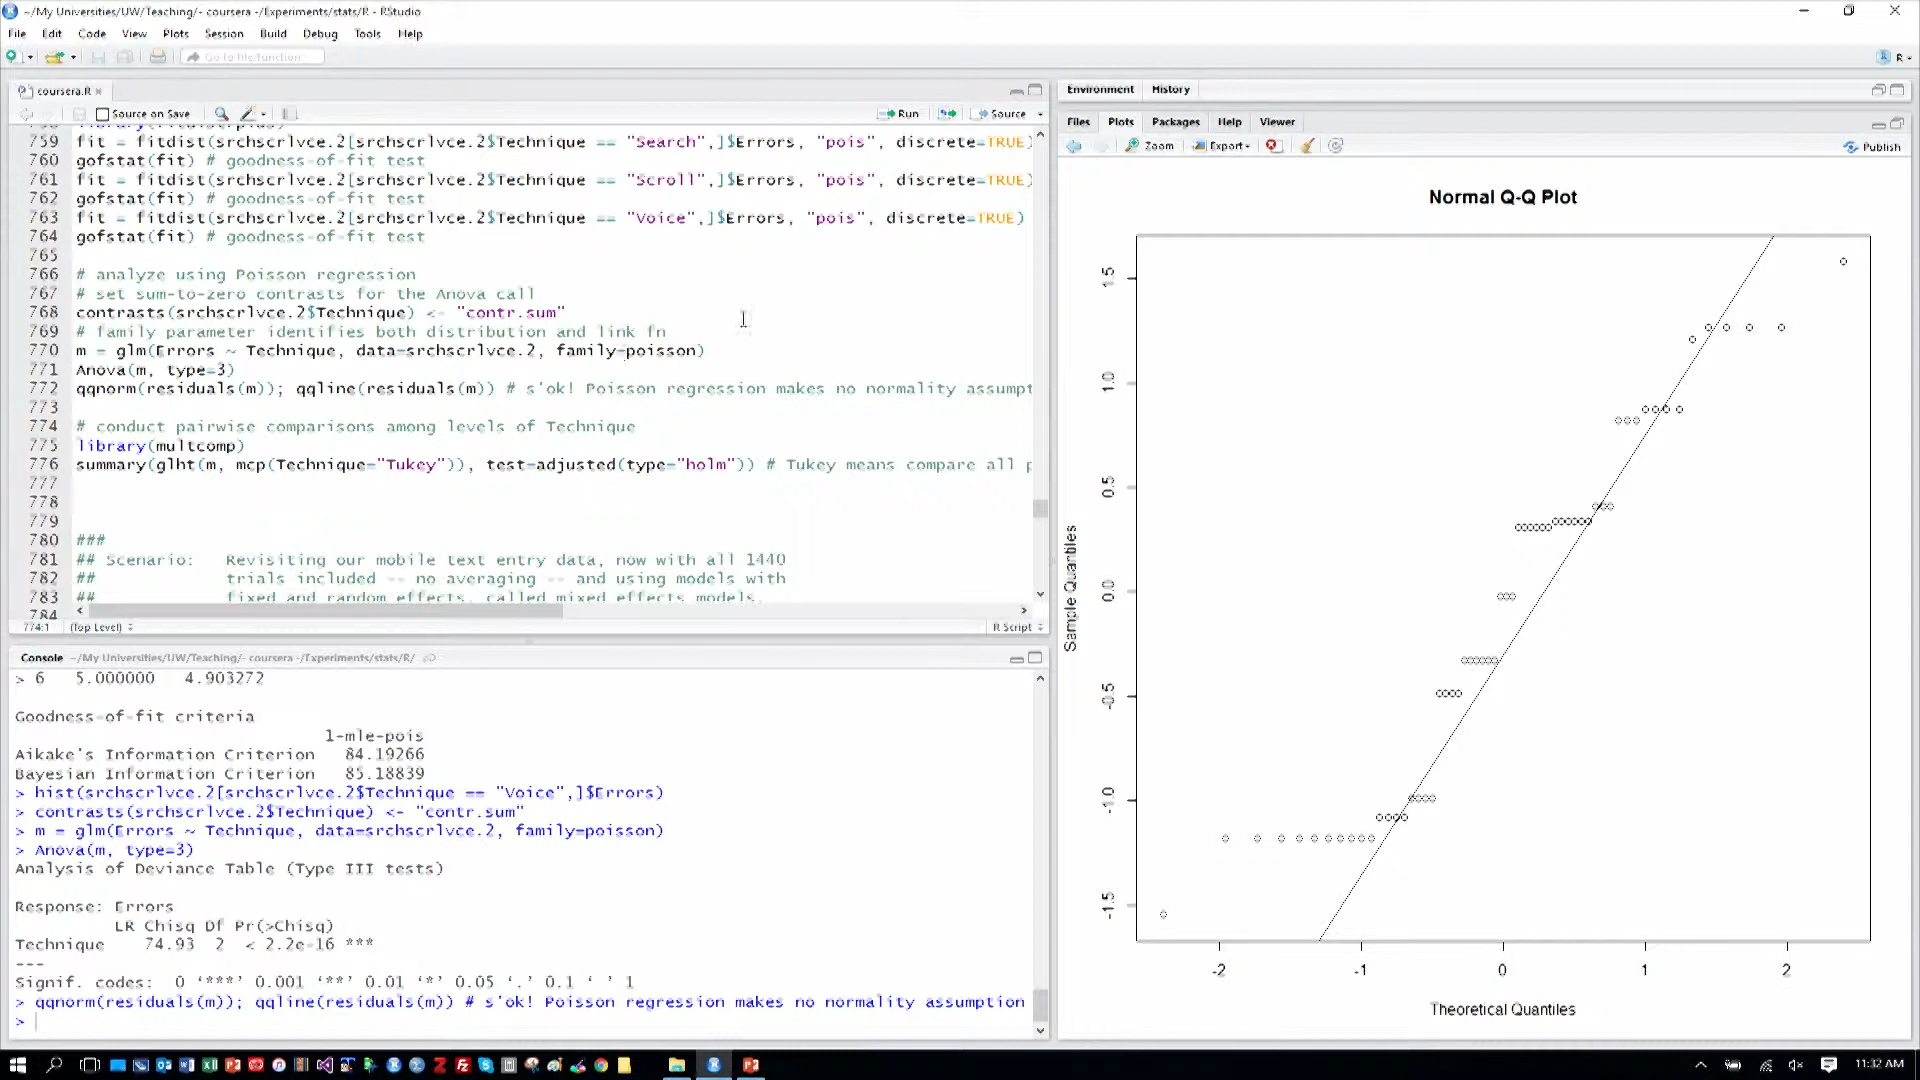 ~/My Universities/UW/Teaching/- coursera -/Experiments/stats/R - RStudio
File Edit Code View Plots Session Build Debug Tools Help
Go to file/function
R
coursera.R
Source on Save
Run
Source
759 fit = fitdist(srchscrlvce.2[srchscrlvce.2$Technique == "Search",]$Errors, "pois", discrete=TRUE)
760 gofstat(fit) # goodness-of-fit test
761 fit = fitdist(srchscrlvce.2[srchscrlvce.2$Technique == "Scroll",]$Errors, "pois", discrete=TRUE)
762 gofstat(fit) # goodness-of-fit test
763 fit = fitdist(srchscrlvce.2[srchscrlvce.2$Technique == "Voice",]$Errors, "pois", discrete=TRUE)
764 gofstat(fit) # goodness-of-fit test
765
766 # analyze using Poisson regression
767 # set sum-to-zero contrasts for the Anova call
768 contrasts(srchscrlvce.2$Technique) <- "contr.sum"
769 # family parameter identifies both distribution and link fn
770 m = glm(Errors ~ Technique, data=srchscrlvce.2, family=poisson)
771 Anova(m, type=3)
772 qqnorm(residuals(m)); qqline(residuals(m)) # s'ok! Poisson regression makes no normality assumpt
773
774 # conduct pairwise comparisons among levels of Technique
775 library(multcomp)
776 summary(glht(m, mcp(Technique="Tukey")), test=adjusted(type="holm")) # Tukey means compare all p
777
778
779
780 ###
781 ## Scenario: Revisiting our mobile text entry data, now with all 1440
782 ## trials included -- no averaging -- and using models with
783 ## fixed and random effects, called mixed effects models.
784
774:1 (Top Level) R Script
Console ~/My Universities/UW/Teaching/- coursera -/Experiments/stats/R/
> 6 5.000000 4.903272
Goodness-of-fit criteria
1-mle-pois
Aikake's Information Criterion 84.19266
Bayesian Information Criterion 85.18839
> hist(srchscrlvce.2[srchscrlvce.2$Technique == "Voice",]$Errors)
> contrasts(srchscrlvce.2$Technique) <- "contr.sum"
> m = glm(Errors ~ Technique, data=srchscrlvce.2, family=poisson)
> Anova(m, type=3)
Analysis of Deviance Table (Type III tests)
Response: Errors
LR Chisq Df Pr(>Chisq)
Technique 74.93 2 < 2.2e-16 ***
---
Signif. codes: 0 ‘***’ 0.001 ‘**’ 0.01 ‘*’ 0.05 ‘.’ 0.1 ‘ ’ 1
> qqnorm(residuals(m)); qqline(residuals(m)) # s'ok! Poisson regression makes no normality assumption
>
Environment History
Files Plots Packages Help Viewer
Zoom Export Publish
Normal Q-Q Plot
Sample Quantiles
1.5
1.0
0.5
0.0
-0.5
-1.0
-1.5
-2 -1 0 1 2
Theoretical Quantiles
11:32 AM